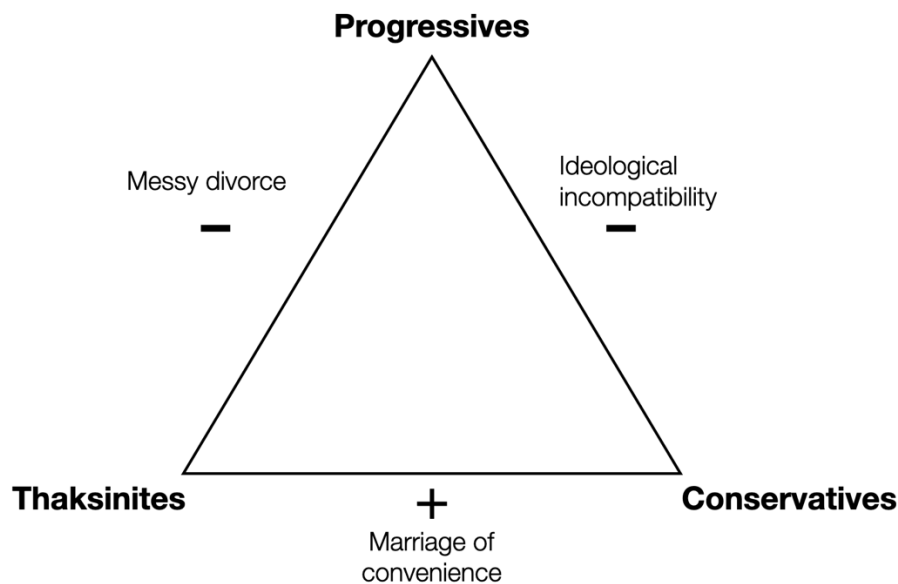 Progressives
Messy divorce
Ideological
incompatibility
−
−
Thaksinites
+
Conservatives
Marriage of
convenience